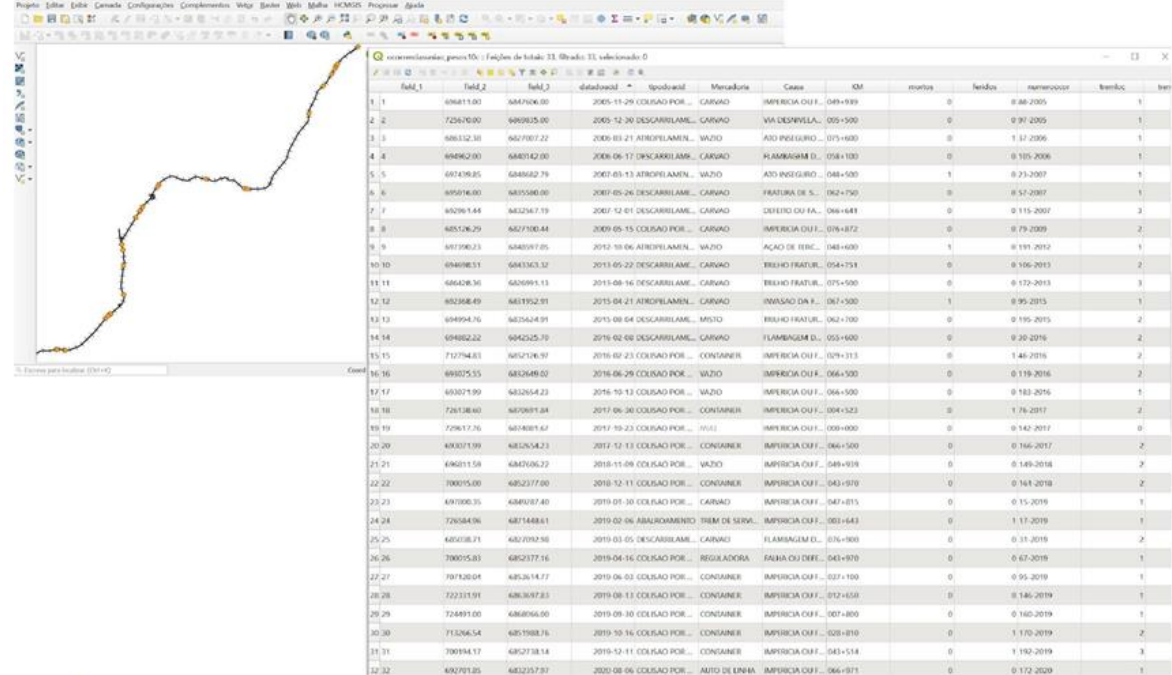 Projeto Editar Exibir Camada Configurações Complementos Vetor Raster Web Malha HCMGIS Processar Ajuda
Feições de totais: 33, filtrado: 33, selecionado: 0
field_1 field_2 field_3 datadoacid tipodoacid Mercadoria Causa KM mortos feridos numeroocor tremloc
1 1 696811.00 6847606.00 2005-11-29 COLISAO POR... CARVAO IMPERICIA OU F... 049+939 0 0 88-2005 1
2 2 725670.00 6869835.00 2005-12-30 DESCARRILAME... CARVAO VIA DESNIVELA... 005+500 0 0 97-2005 1
3 3 686332.38 6827007.22 2006-03-21 ATROPELAMEN... VAZIO ATO INSEGURO ... 075+600 0 1 37-2006 1
4 4 694962.00 6840142.00 2006-06-17 DESCARRILAME... CARVAO FLAMBAGEM D... 058+100 0 0 105-2006 1
5 5 697439.85 6848682.79 2007-03-13 ATROPELAMEN... VAZIO ATO INSEGURO ... 048+500 1 0 23-2007 1
6 6 695016.00 6835580.00 2007-05-26 DESCARRILAME... CARVAO FRATURA DE S... 062+750 0 0 57-2007 1
7 7 692961.44 6832567.19 2007-12-01 DESCARRILAME... CARVAO DEFEITO OU FA... 066+641 0 0 115-2007 3
8 8 685126.29 6827100.44 2009-05-15 COLISAO POR... CARVAO IMPERICIA OU F... 076+872 0 0 79-2009 2
9 9 697390.23 6848597.05 2012-10-06 ATROPELAMEN... VAZIO AÇAO DE TERC... 048+600 1 0 191-2012 1
10 10 694698.51 6843363.32 2013-05-22 DESCARRILAME... CARVAO TRILHO FRATUR... 054+751 0 0 106-2013 2
11 11 686428.36 6826991.13 2013-08-16 DESCARRILAME... CARVAO TRILHO FRATUR... 075+500 0 0 172-2013 3
12 12 692368.49 6831952.91 2015-04-21 ATROPELAMEN... CARVAO INVASAO DA F... 067+500 1 0 95-2015 1
13 13 694994.76 6835624.91 2015-08-04 DESCARRILAME... MISTO TRILHO FRATUR... 062+700 0 0 195-2015 2
14 14 694882.22 6842525.70 2016-02-08 DESCARRILAME... CARVAO FLAMBAGEM D... 055+600 0 0 30-2016 2
15 15 712794.83 6852126.97 2016-02-23 COLISAO POR ... CONTAINER IMPERICIA OU F... 029+313 0 1 48-2016 2
16 16 693075.55 6832649.02 2016-06-29 COLISAO POR ... VAZIO IMPERICIA OU F... 066+500 0 0 119-2016 2
17 17 693071.99 6832654.23 2016-10-13 COLISAO POR ... VAZIO IMPERICIA OU F... 066+500 0 0 183-2016 1
18 18 726138.60 6870691.84 2017-06-30 COLISAO POR ... CONTAINER IMPERICIA OU F... 004+523 0 1 76-2017 2
19 19 729617.76 6874001.67 2017-10-23 COLISAO POR ... NULL IMPERICIA OU F... 000+000 0 0 142-2017 0
20 20 693071.99 6832654.23 2017-12-13 COLISAO POR ... CONTAINER IMPERICIA OU F... 066+500 0 0 166-2017 2
21 21 696811.59 6847606.22 2018-11-09 COLISAO POR ... VAZIO IMPERICIA OU F... 049+939 0 0 149-2018 2
22 22 700015.00 6852377.00 2018-12-11 COLISAO POR ... CONTAINER IMPERICIA OU F... 043+970 0 0 161-2018 2
23 23 697800.35 6849287.40 2019-01-30 COLISAO POR ... CARVAO IMPERICIA OU F... 047+815 0 0 15-2019 1
24 24 726584.96 6871448.61 2019-02-06 ABALROAMENTO TREM DE SERVI... IMPERICIA OU F... 003+643 0 1 17-2019 1
25 25 685038.71 6827092.98 2019-03-05 DESCARRILAME... CARVAO FLAMBAGEM D... 076+900 0 0 31-2019 2
26 26 700015.83 6852377.16 2019-04-16 COLISAO POR ... REGULADORA FALHA OU DEFE... 043+970 0 0 67-2019 1
27 27 707120.04 6853614.77 2019-06-03 COLISAO POR ... CONTAINER IMPERICIA OU F... 037+100 0 0 95-2019 1
28 28 722331.91 6863697.83 2019-08-13 COLISAO POR ... CONTAINER IMPERICIA OU F... 012+650 0 0 146-2019 1
29 29 724491.00 6868966.00 2019-09-30 COLISAO POR ... CONTAINER IMPERICIA OU F... 007+800 0 0 160-2019 1
30 30 713266.54 6851988.76 2019-10-16 COLISAO POR ... CONTAINER IMPERICIA OU F... 028+810 0 1 170-2019 2
31 31 700194.17 6852738.14 2019-12-11 COLISAO POR ... CONTAINER IMPERICIA OU F... 043+514 0 1 192-2019 3
32 32 692701.85 6832357.97 2020-08-06 COLISAO POR ... AUTO DE LINHA IMPERICIA OU F... 066+971 0 0 172-2020 1
Escreva para localizar (Ctrl+K) Coord